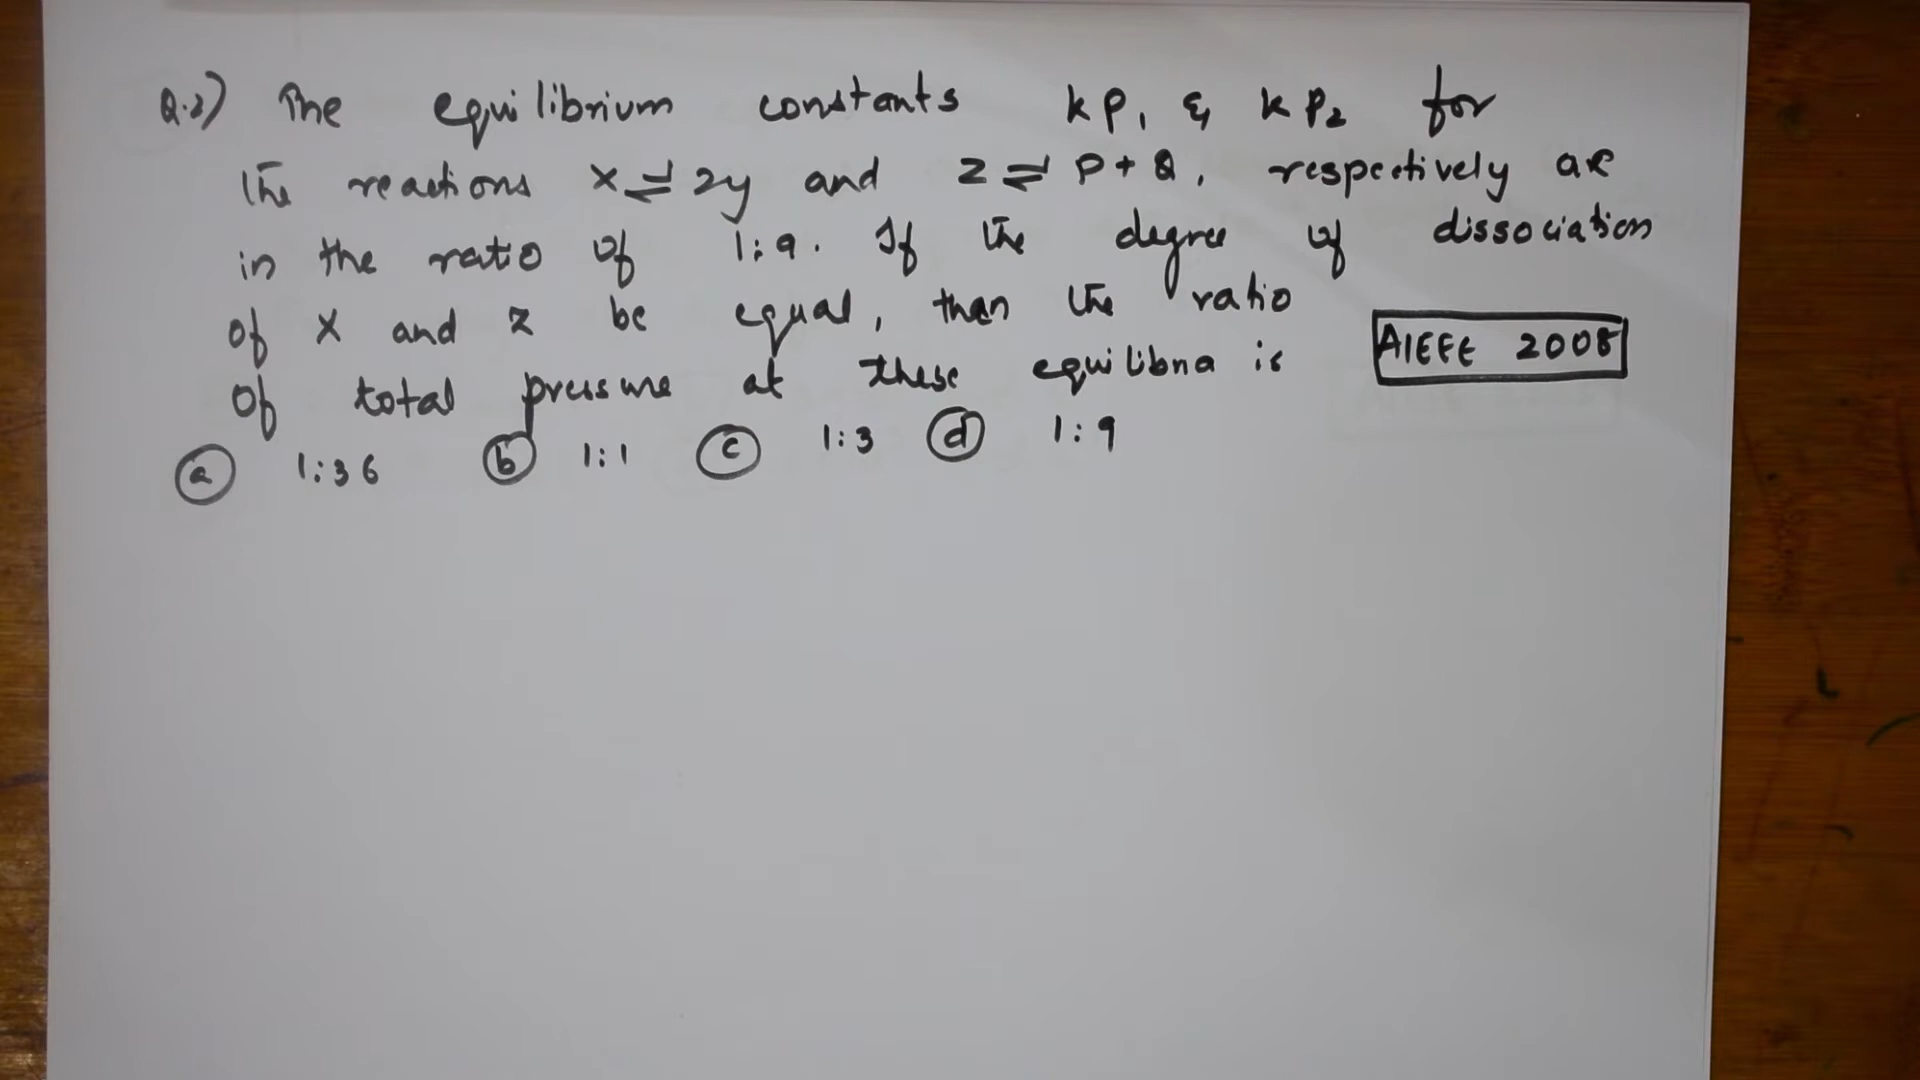 Q.2) The equilibrium constants kp₁ & kp₂ for
the reactions x ⇌ 2y and z ⇌ P + Q, respectively are
in the ratio of 1:9. If the degree of dissociation
of X and z be equal, then the ratio
of total pressure at these equilibria is
AIEEE 2008
(a) 1:36 (b) 1:1 (c) 1:3 (d) 1:9